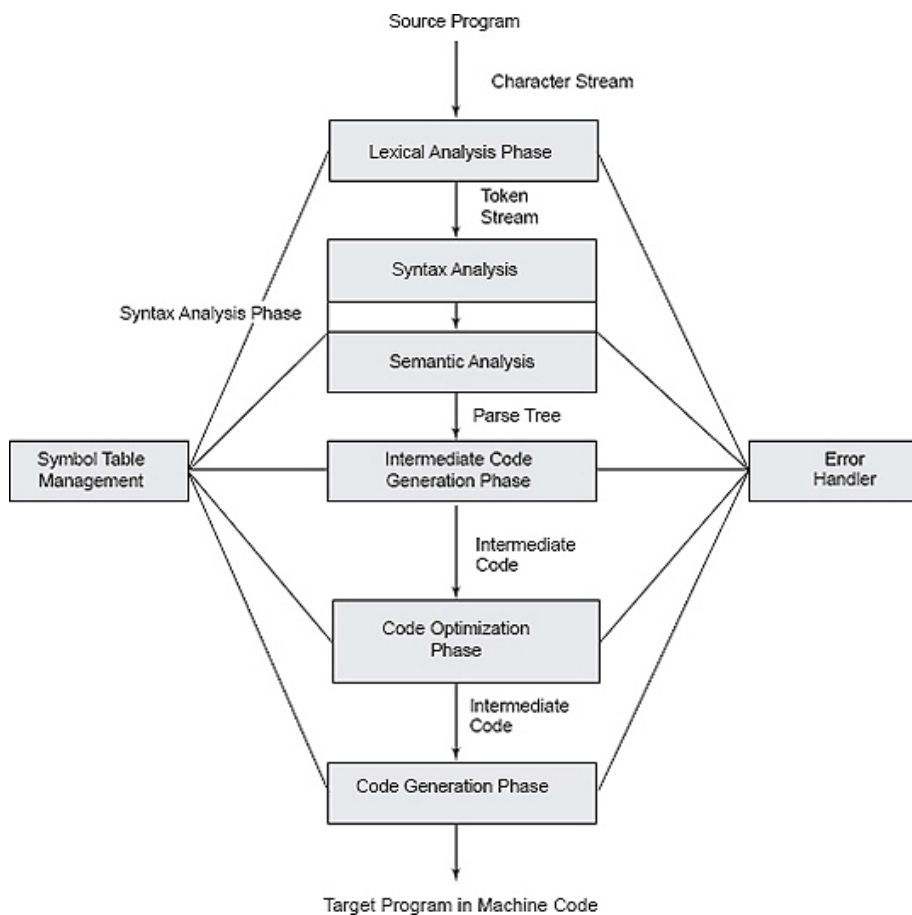 Source Program
Character Stream
Lexical Analysis Phase
Token
Stream
Syntax Analysis
Syntax Analysis Phase
Semantic Analysis
Parse Tree
Symbol Table
Management
Intermediate Code
Generation Phase
Error
Handler
Intermediate
Code
Code Optimization
Phase
Intermediate
Code
Code Generation Phase
Target Program in Machine Code